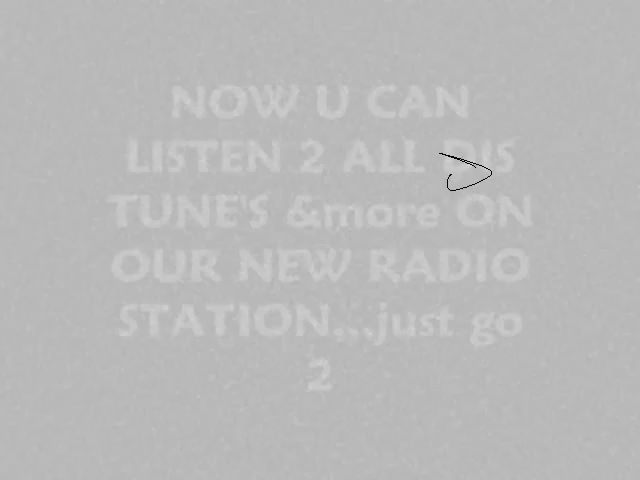 NOW U CAN
LISTEN 2 ALL DIS
TUNE'S &more ON
OUR NEW RADIO
STATION...just go
2